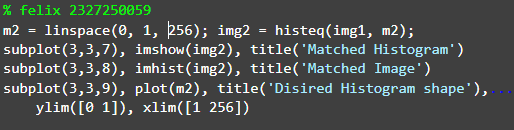 % felix 2327250059
m2 = linspace(0, 1, 256); img2 = histeq(img1, m2);
subplot(3,3,7), imshow(img2), title('Matched Histogram')
subplot(3,3,8), imhist(img2), title('Matched Image')
subplot(3,3,9), plot(m2), title('Disired Histogram shape'),...
ylim([0 1]), xlim([1 256])